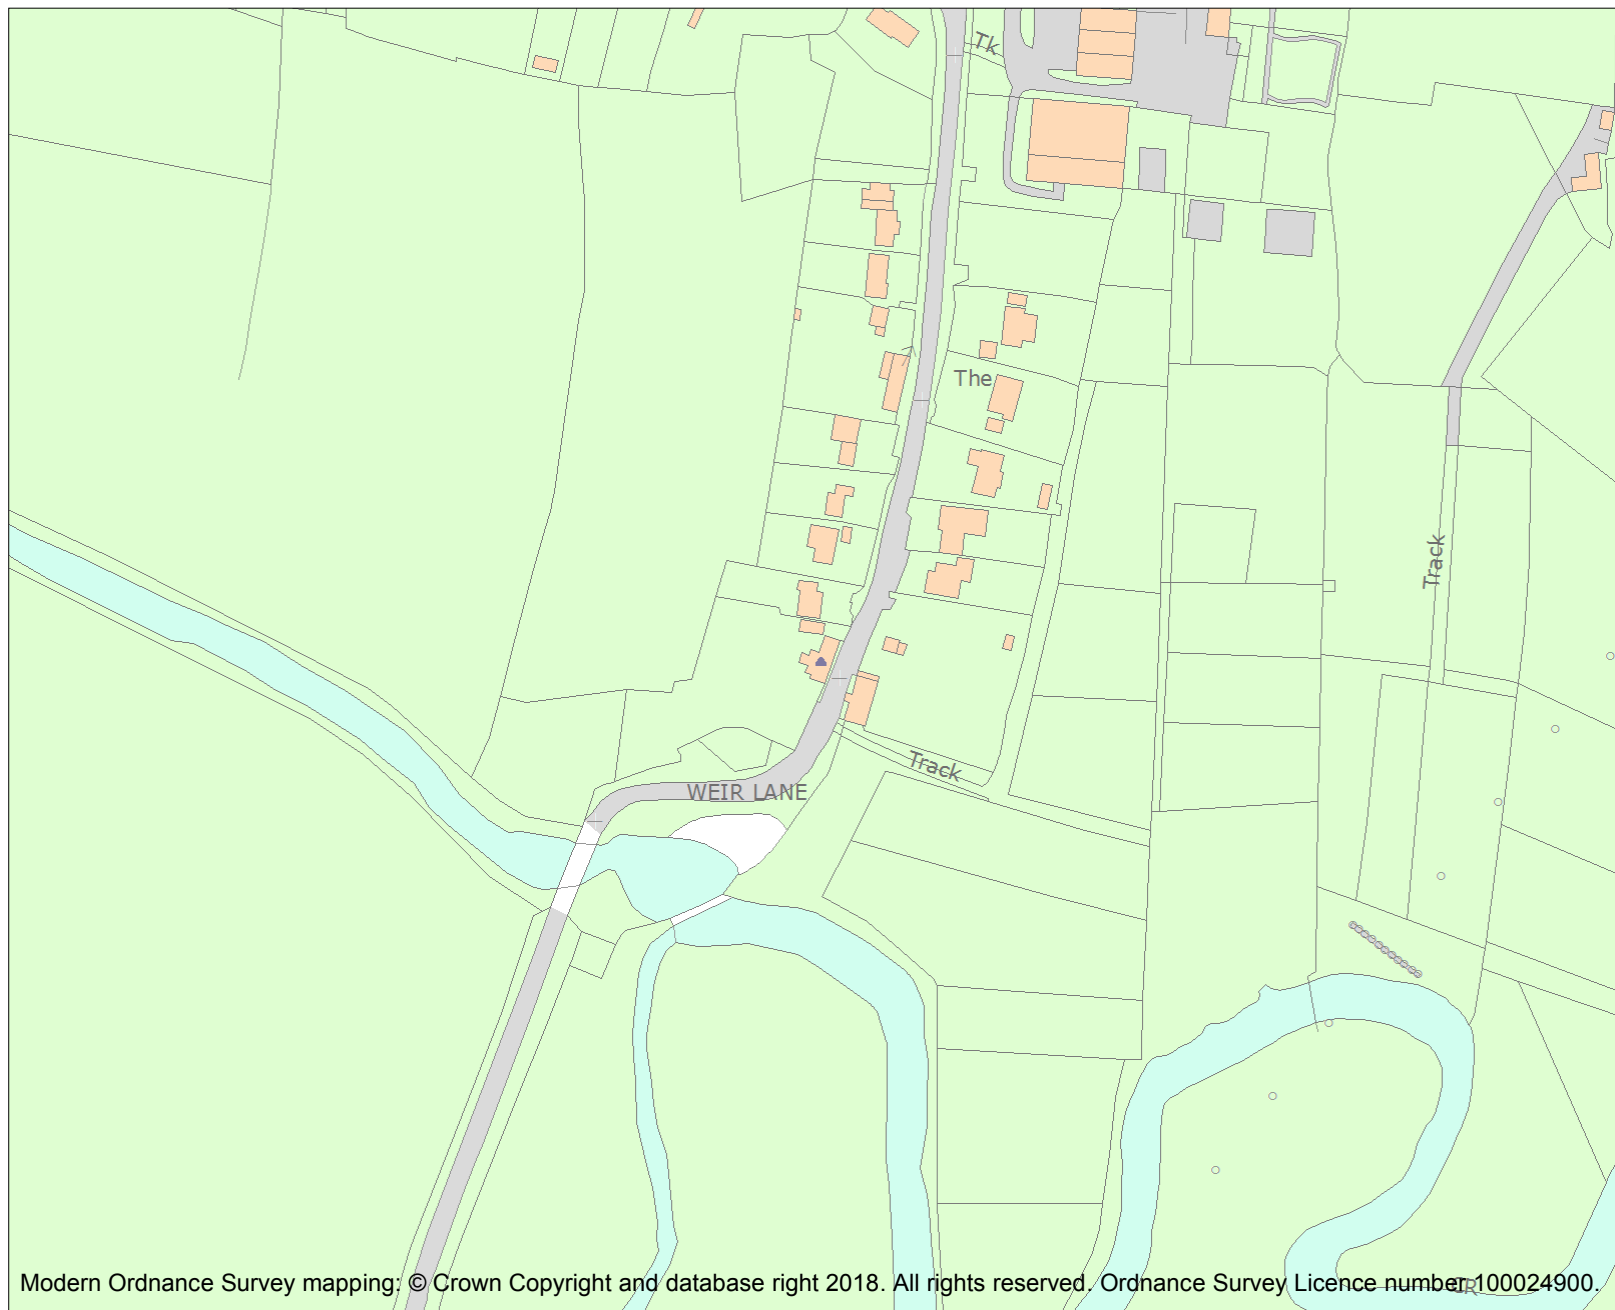 Tk
The
Track
Track
WEIR LANE
CR
Modern Ordnance Survey mapping: © Crown Copyright and database right 2018. All rights reserved. Ordnance Survey Licence number 100024900.